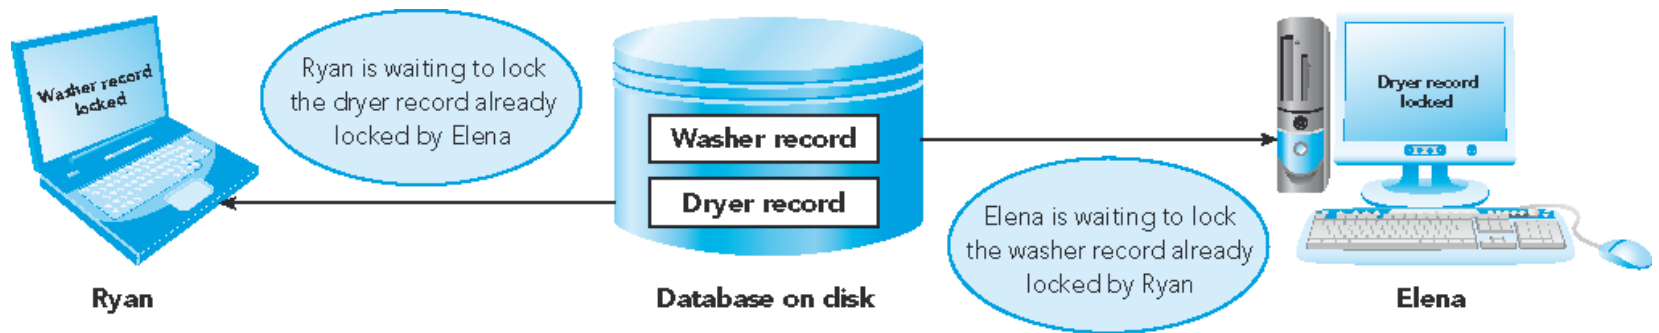 Washer record
locked
Ryan is waiting to lock
the dryer record already
locked by Elena
Washer record
Dryer record
Elena is waiting to lock
the washer record already
locked by Ryan
Dryer record
locked
Ryan
Database on disk
Elena